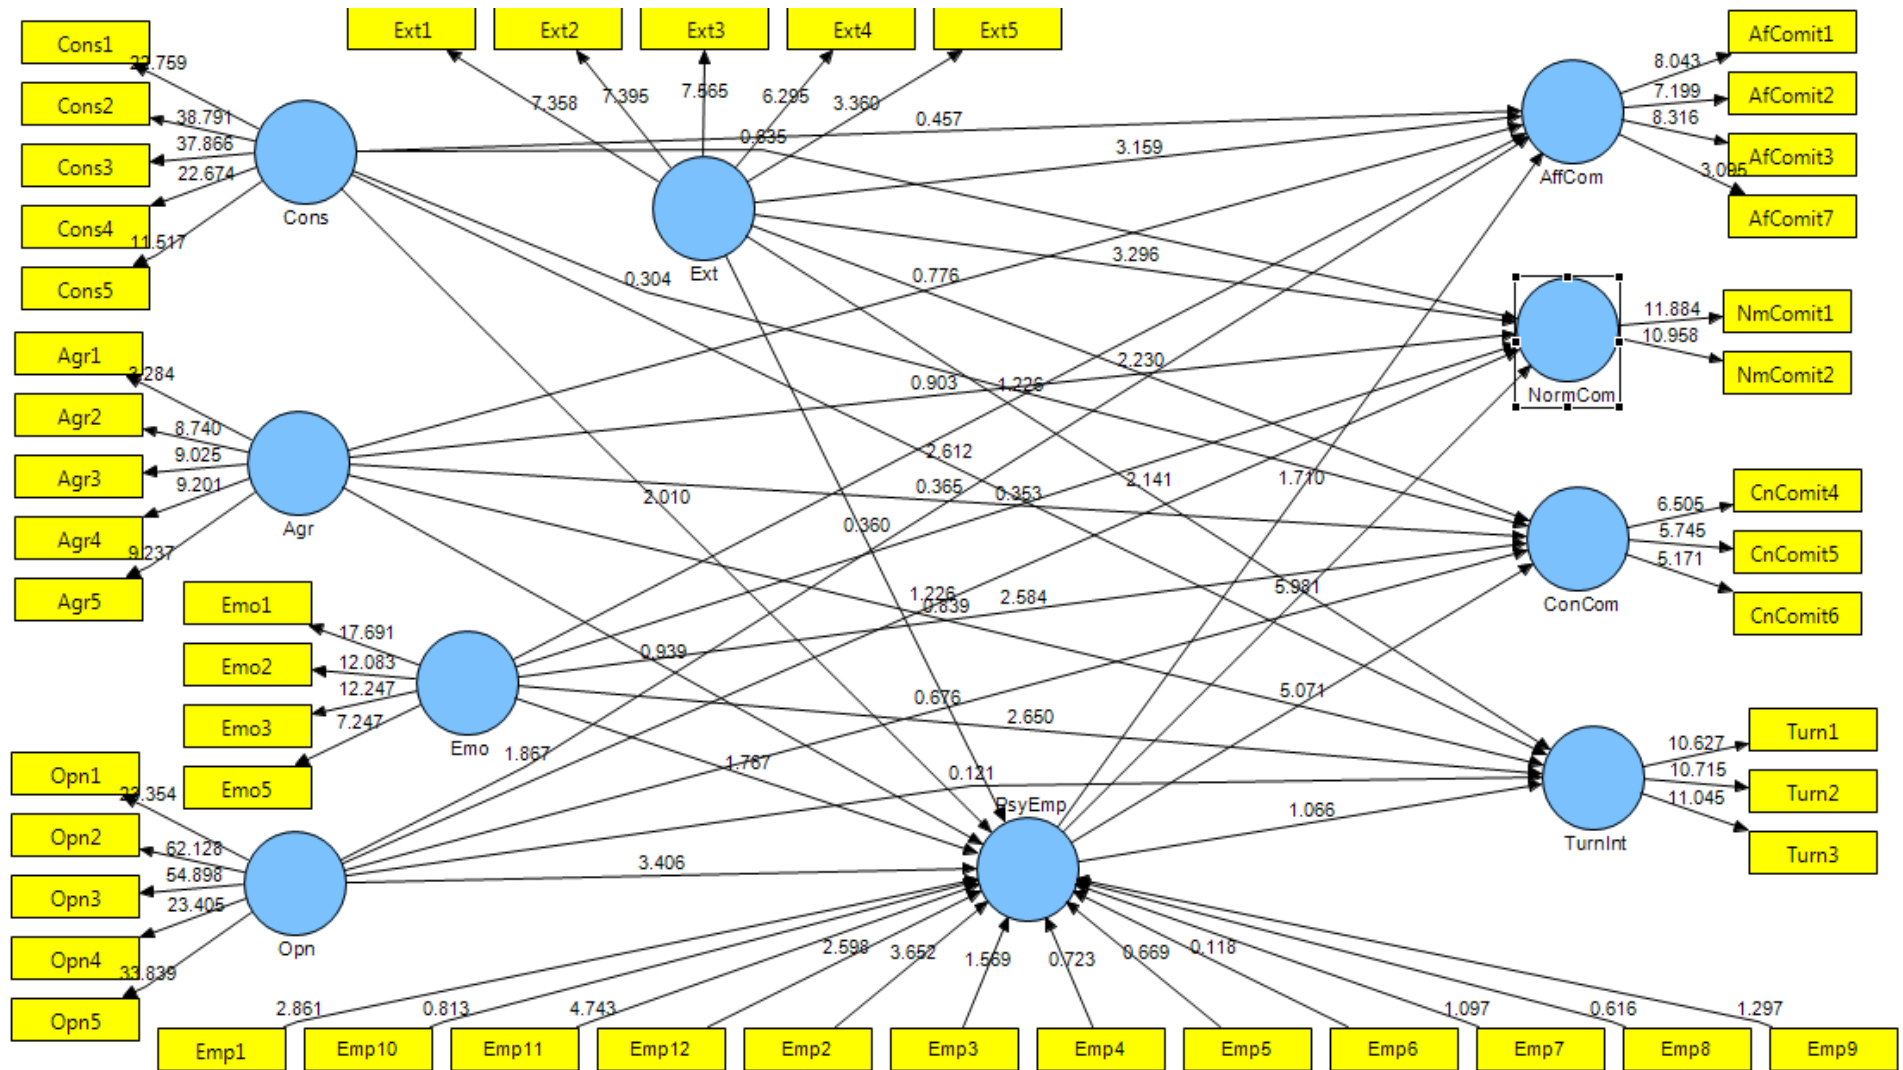 Cons1
Cons2
Cons3
Cons4
Cons5
22.759
38.791
37.866
22.674
11.517
Cons
Ext1
Ext2
Ext3
Ext4
Ext5
7.358
7.395
7.565
6.295
3.360
Ext
AfComit1
AfComit2
AfComit3
AfComit7
8.043
7.199
8.316
3.095
AffCom
0.457
0.635
3.159
3.296
0.304
0.776
NmComit1
NmComit2
11.884
10.958
NormCom
Agr1
Agr2
Agr3
Agr4
Agr5
3.284
8.740
9.025
9.201
9.237
Agr
2.230
0.903
1.226
2.612
2.141
1.710
2.010
0.365
0.353
0.360
CnComit4
CnComit5
CnComit6
6.505
5.745
5.171
ConCom
Emo1
Emo2
Emo3
Emo5
17.691
12.083
12.247
7.247
Emo
1.226
0.839
2.584
5.981
0.939
0.676
5.071
2.650
1.867
1.767
0.121
1.066
3.406
Turn1
Turn2
Turn3
10.627
10.715
11.045
TurnInt
Opn1
Opn2
Opn3
Opn4
Opn5
62.128
54.898
23.405
33.839
Opn
PsyEmp
2.598
3.652
1.569
0.723
0.669
0.118
2.861
0.813
4.743
1.097
0.616
1.297
Emp1
Emp10
Emp11
Emp12
Emp2
Emp3
Emp4
Emp5
Emp6
Emp7
Emp8
Emp9